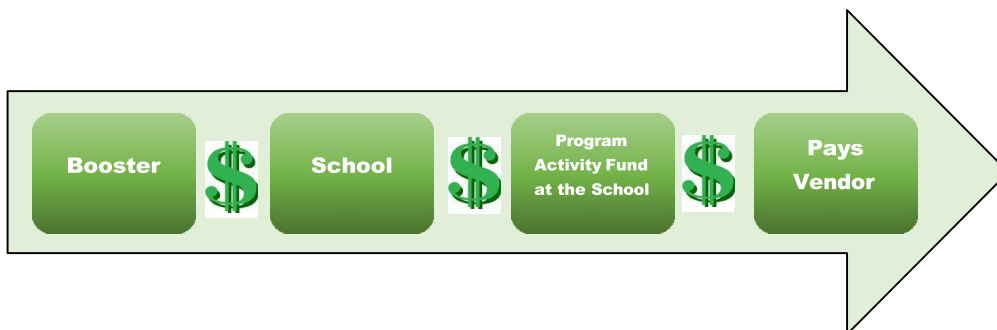 Booster
$
School
$
Program
Activity Fund
at the School
$
Pays
Vendor